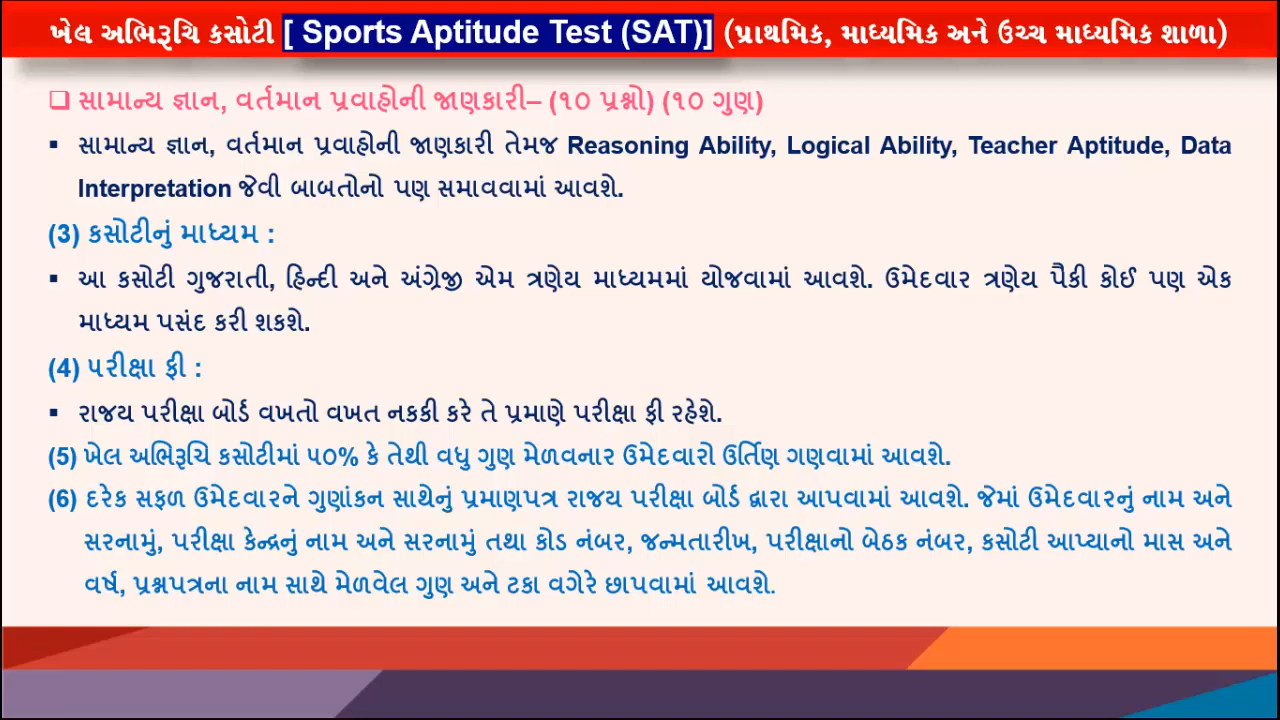 ખેલ અભિરૂચિ કસોટી [ Sports Aptitude Test (SAT)] (પ્રાથમિક, માધ્યમિક અને ઉચ્ચ માધ્યમિક શાળા)
❑ સામાન્ય જ્ઞાન, વર્તમાન પ્રવાહોની જાણકારી– (૧૦ પ્રશ્નો) (૧૦ ગુણ)
▪ સામાન્ય જ્ઞાન, વર્તમાન પ્રવાહોની જાણકારી તેમજ Reasoning Ability, Logical Ability, Teacher Aptitude, Data
Interpretation જેવી બાબતોનો પણ સમાવવામાં આવશે.
(3) કસોટીનું માધ્યમ :
▪ આ કસોટી ગુજરાતી, હિન્દી અને અંગ્રેજી એમ ત્રણેય માધ્યમમાં યોજવામાં આવશે. ઉમેદવાર ત્રણેય પૈકી કોઈ પણ એક
માધ્યમ પસંદ કરી શકશે.
(4) પરીક્ષા ફી :
▪ રાજય પરીક્ષા બોર્ડ વખતો વખત નકકી કરે તે પ્રમાણે પરીક્ષા ફી રહેશે.
(5) ખેલ અભિરૂચિ કસોટીમાં ૫૦% કે તેથી વધુ ગુણ મેળવનાર ઉમેદવારો ઉર્તિણ ગણવામાં આવશે.
(6) દરેક સફળ ઉમેદવારને ગુણાંકન સાથેનું પ્રમાણપત્ર રાજય પરીક્ષા બોર્ડ દ્વારા આપવામાં આવશે. જેમાં ઉમેદવારનું નામ અને
સરનામું, પરીક્ષા કેન્દ્રનું નામ અને સરનામું તથા કોડ નંબર, જન્મતારીખ, પરીક્ષાનો બેઠક નંબર, કસોટી આપ્યાનો માસ અને
વર્ષ, પ્રશ્નપત્રના નામ સાથે મેળવેલ ગુણ અને ટકા વગેરે છાપવામાં આવશે.